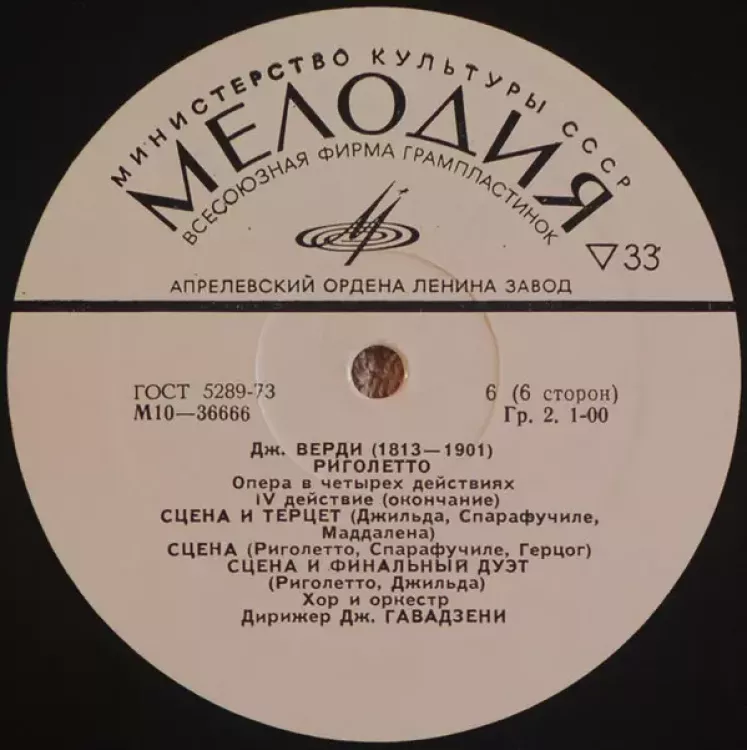 МИНИСТЕРСТВО КУЛЬТУРЫ СССР
МЕЛОДИЯ
ВСЕСОЮЗНАЯ ФИРМА ГРАМПЛАСТИНОК
▽33
АПРЕЛЕВСКИЙ ОРДЕНА ЛЕНИНА ЗАВОД
ГОСТ 5289-73 6 (6 сторон)
М10—36666 Гр. 2. 1-00
Дж. ВЕРДИ (1813—1901)
РИГОЛЕТТО
Опера в четырех действиях
IV действие (окончание)
СЦЕНА И ТЕРЦЕТ (Джильда, Спарафучиле,
Маддалена)
СЦЕНА (Риголетто, Спарафучиле, Герцог)
СЦЕНА И ФИНАЛЬНЫЙ ДУЭТ
(Риголетто, Джильда)
Хор и оркестр
Дирижер Дж. ГАВАДЗЕНИ